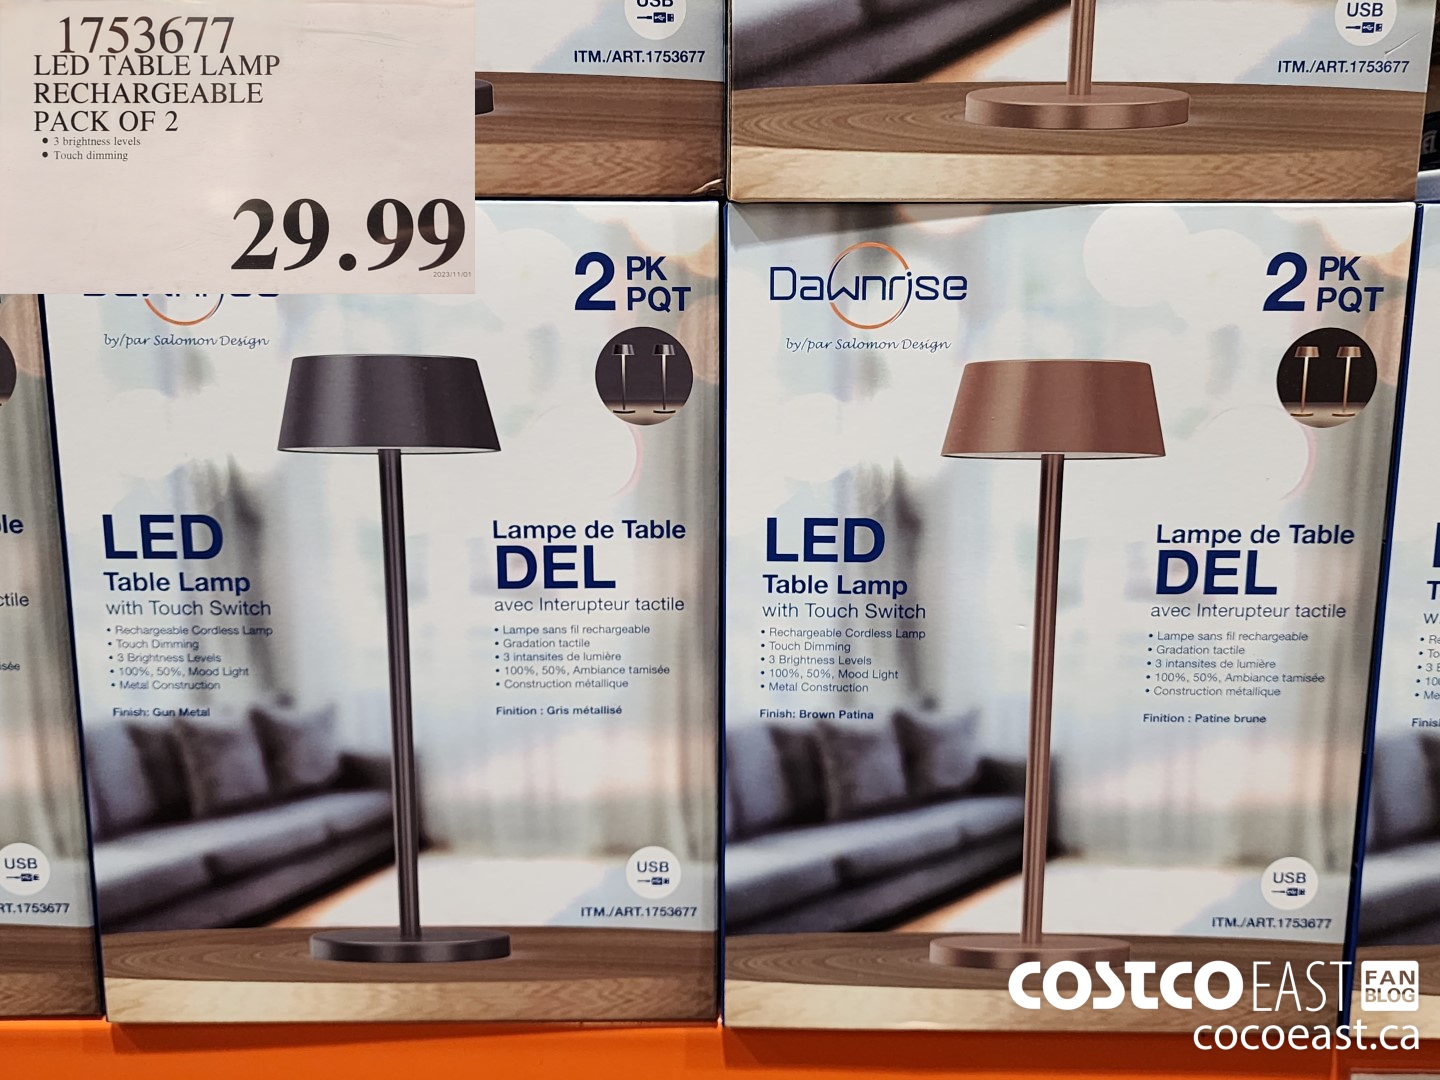 1753677
LED TABLE LAMP
RECHARGEABLE
PACK OF 2
• 3 brightness levels
• Touch dimming
29.99
2023/11/01
USB
ITM./ART.1753677
USB
ITM./ART.1753677
Dawnrise
by/par Salomon Design
2 PK
PQT
LED
Table Lamp
with Touch Switch
• Rechargeable Cordless Lamp
• Touch Dimming
• 3 Brightness Levels
• 100%, 50%, Mood Light
• Metal Construction
Finish: Gun Metal
Lampe de Table
DEL
avec Interupteur tactile
• Lampe sans fil rechargeable
• Gradation tactile
• 3 intansites de lumière
• 100%, 50%, Ambiance tamisée
• Construction métallique
Finition : Gris métallisé
USB
ITM./ART.1753677
Dawnrise
by/par Salomon Design
2 PK
PQT
LED
Table Lamp
with Touch Switch
• Rechargeable Cordless Lamp
• Touch Dimming
• 3 Brightness Levels
• 100%, 50%, Mood Light
• Metal Construction
Finish: Brown Patina
Lampe de Table
DEL
avec Interupteur tactile
• Lampe sans fil rechargeable
• Gradation tactile
• 3 intansites de lumière
• 100%, 50%, Ambiance tamisée
• Construction métallique
Finition : Patine brune
USB
ITM./ART.1753677
USB
COSTCO EAST FAN BLOG
cocoeast.ca